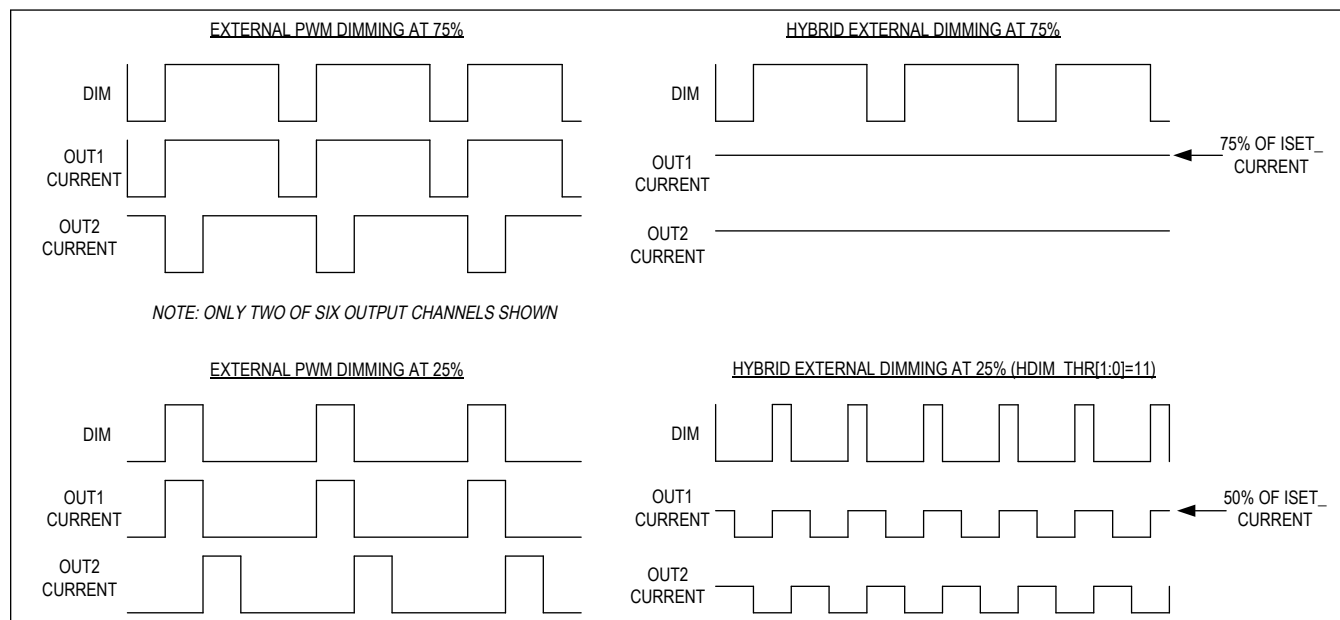 EXTERNAL PWM DIMMING AT 75%
DIM
OUT1
CURRENT
OUT2
CURRENT
NOTE: ONLY TWO OF SIX OUTPUT CHANNELS SHOWN
HYBRID EXTERNAL DIMMING AT 75%
DIM
OUT1
CURRENT
75% OF ISET_
CURRENT
OUT2
CURRENT
EXTERNAL PWM DIMMING AT 25%
DIM
OUT1
CURRENT
OUT2
CURRENT
HYBRID EXTERNAL DIMMING AT 25% (HDIM_THR[1:0]=11)
DIM
OUT1
CURRENT
50% OF ISET_
CURRENT
OUT2
CURRENT